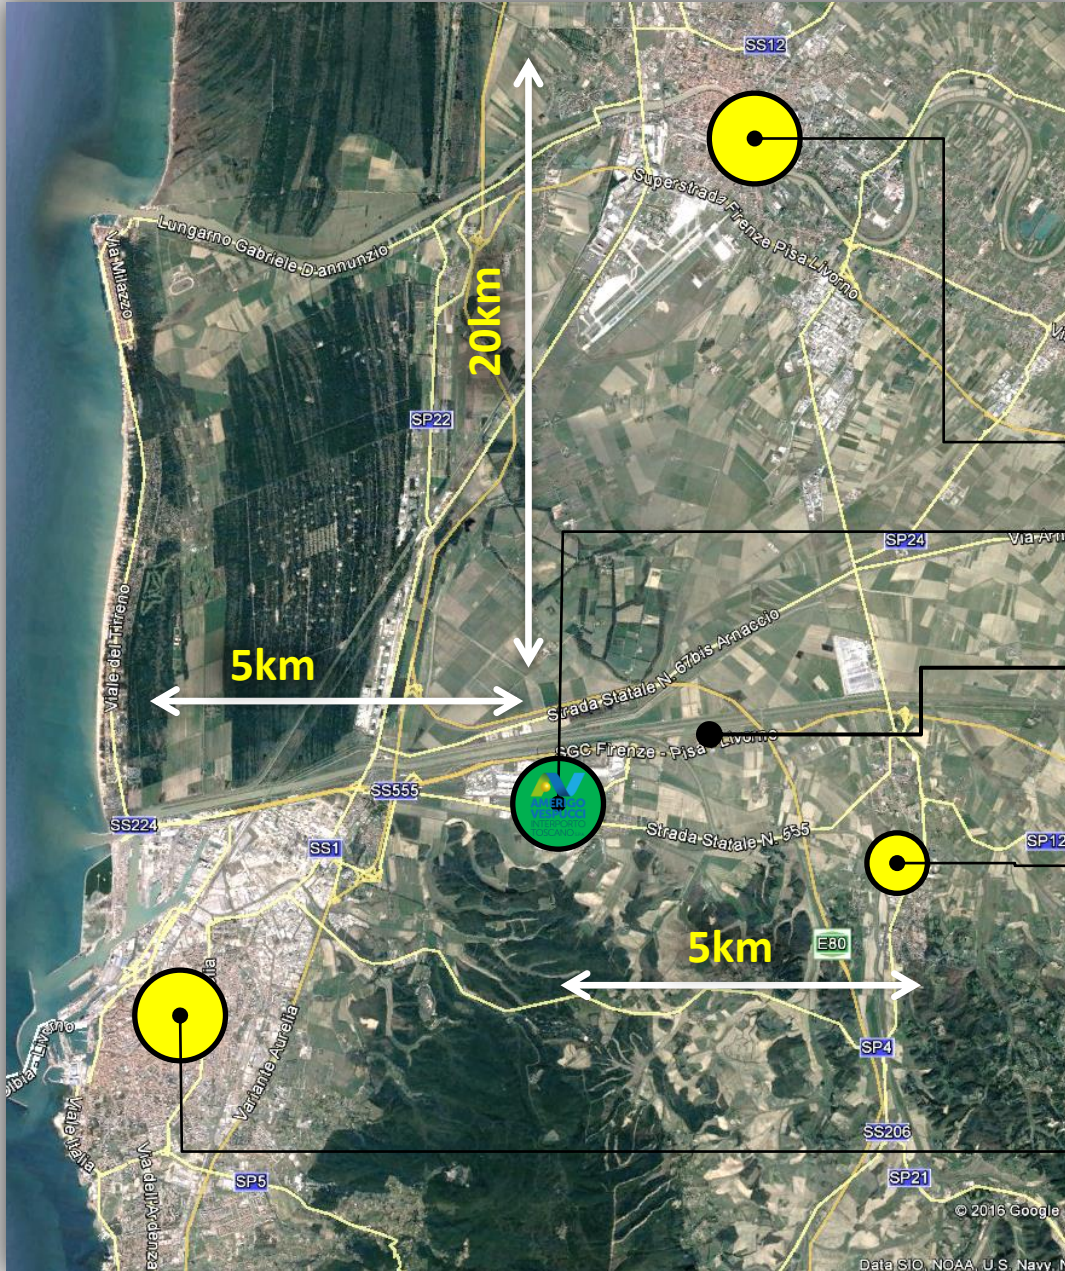 SS12
Superstrada Firenze Pisa Livorno
Lungarno Gabriele D annunzio
Via Milazzo
20km
SP22
SP24
Viale del Tirreno
5km
Strada Statale N. 67bis Arnaccio
SGC Firenze - Pisa - Livorno
SS555
AMERIGO
VESPUCCI
INTERPORTO
TOSCANO
SS224
Strada Statale N. 555
SS1
SP12
5km
E80
Variante Aurelia
SP4
Viale Italia
SS206
Via dell'Ardenza
SP5
SP21
© 2016 Google
Data SIO, NOAA, U.S. Navy,